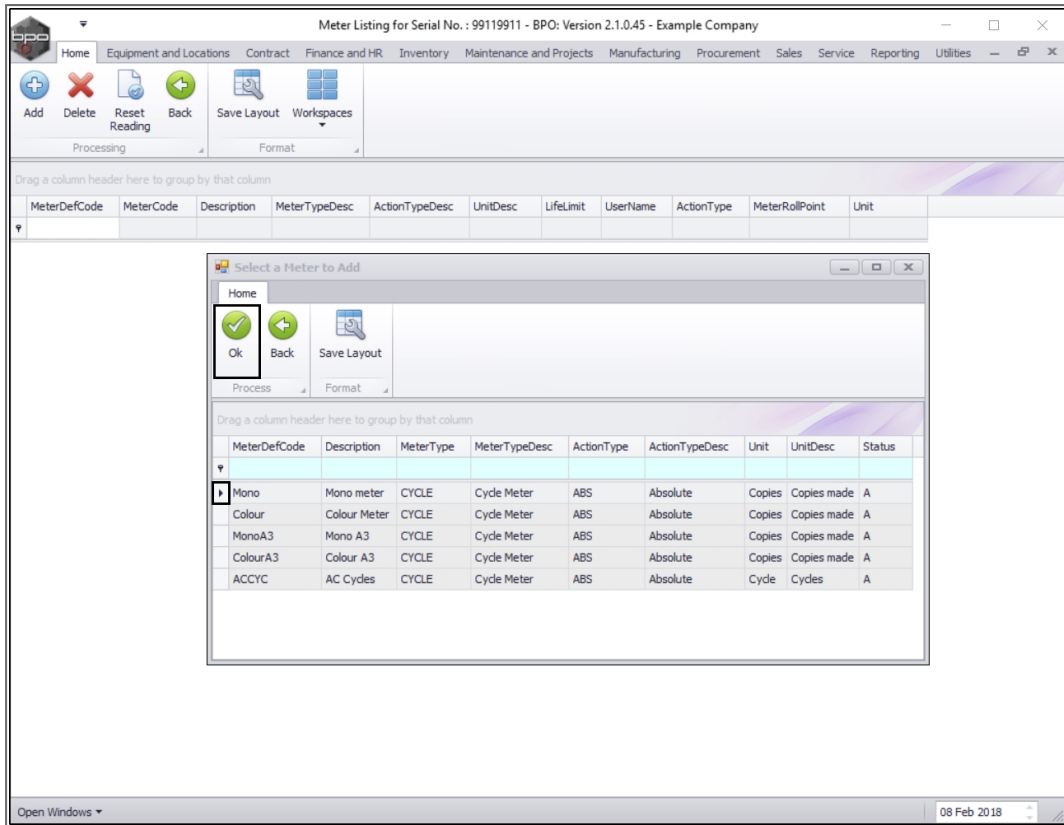 bpo
Meter Listing for Serial No. : 99119911 - BPO: Version 2.1.0.45 - Example Company
Home Equipment and Locations Contract Finance and HR Inventory Maintenance and Projects Manufacturing Procurement Sales Service Reporting Utilities
Add Delete Reset Reading Back Save Layout Workspaces
Processing Format
Drag a column header here to group by that column
MeterDefCode MeterCode Description MeterTypeDesc ActionTypeDesc UnitDesc LifeLimit UserName ActionType MeterRollPoint Unit
Select a Meter to Add
Home
Ok Back Save Layout
Process Format
Drag a column header here to group by that column
MeterDefCode Description MeterType MeterTypeDesc ActionType ActionTypeDesc Unit UnitDesc Status
Mono Mono meter CYCLE Cycle Meter ABS Absolute Copies Copies made A
Colour Colour Meter CYCLE Cycle Meter ABS Absolute Copies Copies made A
MonoA3 Mono A3 CYCLE Cycle Meter ABS Absolute Copies Copies made A
ColourA3 Colour A3 CYCLE Cycle Meter ABS Absolute Copies Copies made A
ACCYC AC Cycles CYCLE Cycle Meter ABS Absolute Cycle Cycles A
Open Windows 08 Feb 2018